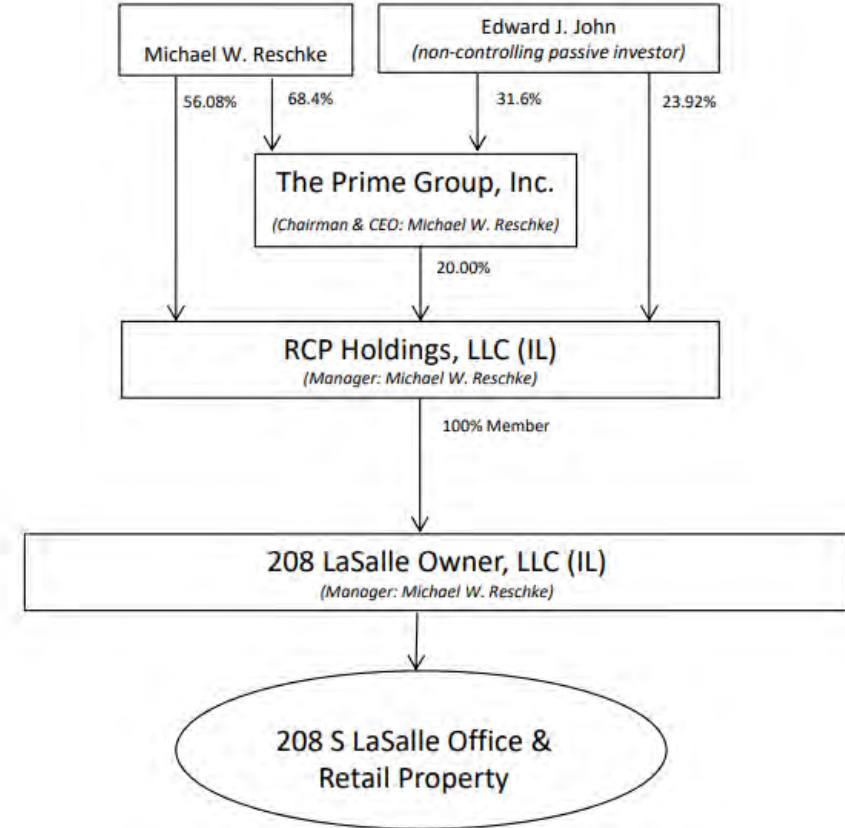 Michael W. Reschke
Edward J. John
(non-controlling passive investor)
56.08%
68.4%
31.6%
23.92%
The Prime Group, Inc.
(Chairman & CEO: Michael W. Reschke)
20.00%
RCP Holdings, LLC (IL)
(Manager: Michael W. Reschke)
100% Member
208 LaSalle Owner, LLC (IL)
(Manager: Michael W. Reschke)
208 S LaSalle Office &
Retail Property